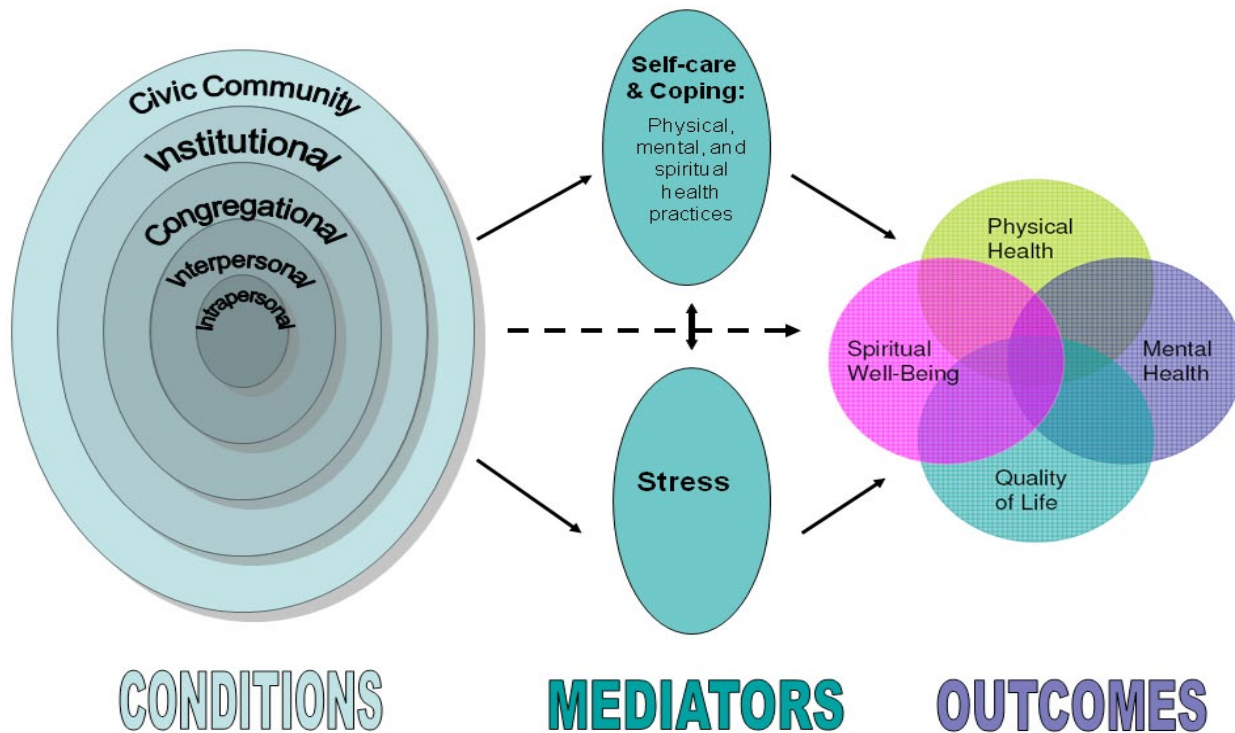 Civic Community
Institutional
Congregational
Interpersonal
Intrapersonal
Self-care
& Coping:
Physical,
mental, and
spiritual
health
practices
Stress
Physical
Health
Spiritual
Well-Being
Mental
Health
Quality
of Life
CONDITIONS
MEDIATORS
OUTCOMES